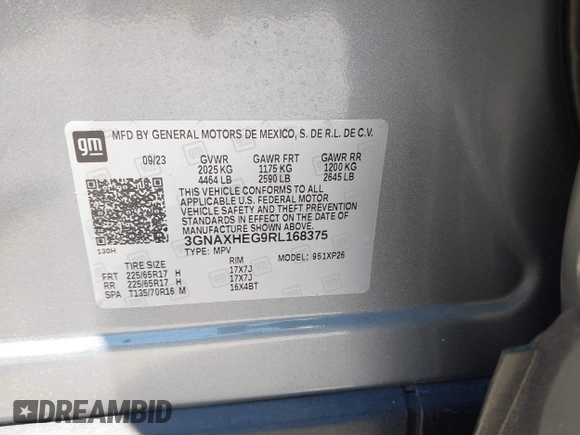 gm
MFD BY GENERAL MOTORS DE MEXICO, S. DE R.L. DE C.V.
09/23 GVWR GAWR FRT GAWR RR
2025 KG 1175 KG 1200 KG
4464 LB 2590 LB 2645 LB
THIS VEHICLE CONFORMS TO ALL
APPLICABLE U.S. FEDERAL MOTOR
VEHICLE SAFETY AND THEFT PREVENTION
STANDARDS IN EFFECT ON THE DATE OF
MANUFACTURE SHOWN ABOVE.
3GNAXHEG9RL168375
130H TYPE: MPV MODEL: 951XP26
TIRE SIZE RIM
FRT 225/65R17 H 17X7J
RR 225/65R17 H 17X7J
SPA T135/70R16 M 16X4BT
DREAMBID